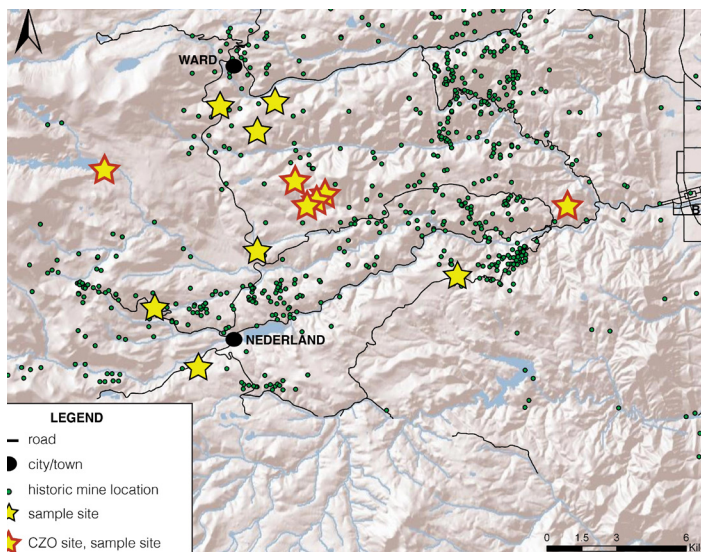 WARD
B
NEDERLAND
LEGEND
road
city/town
historic mine location
sample site
CZO site, sample site
0 1.5 3 6
Kil